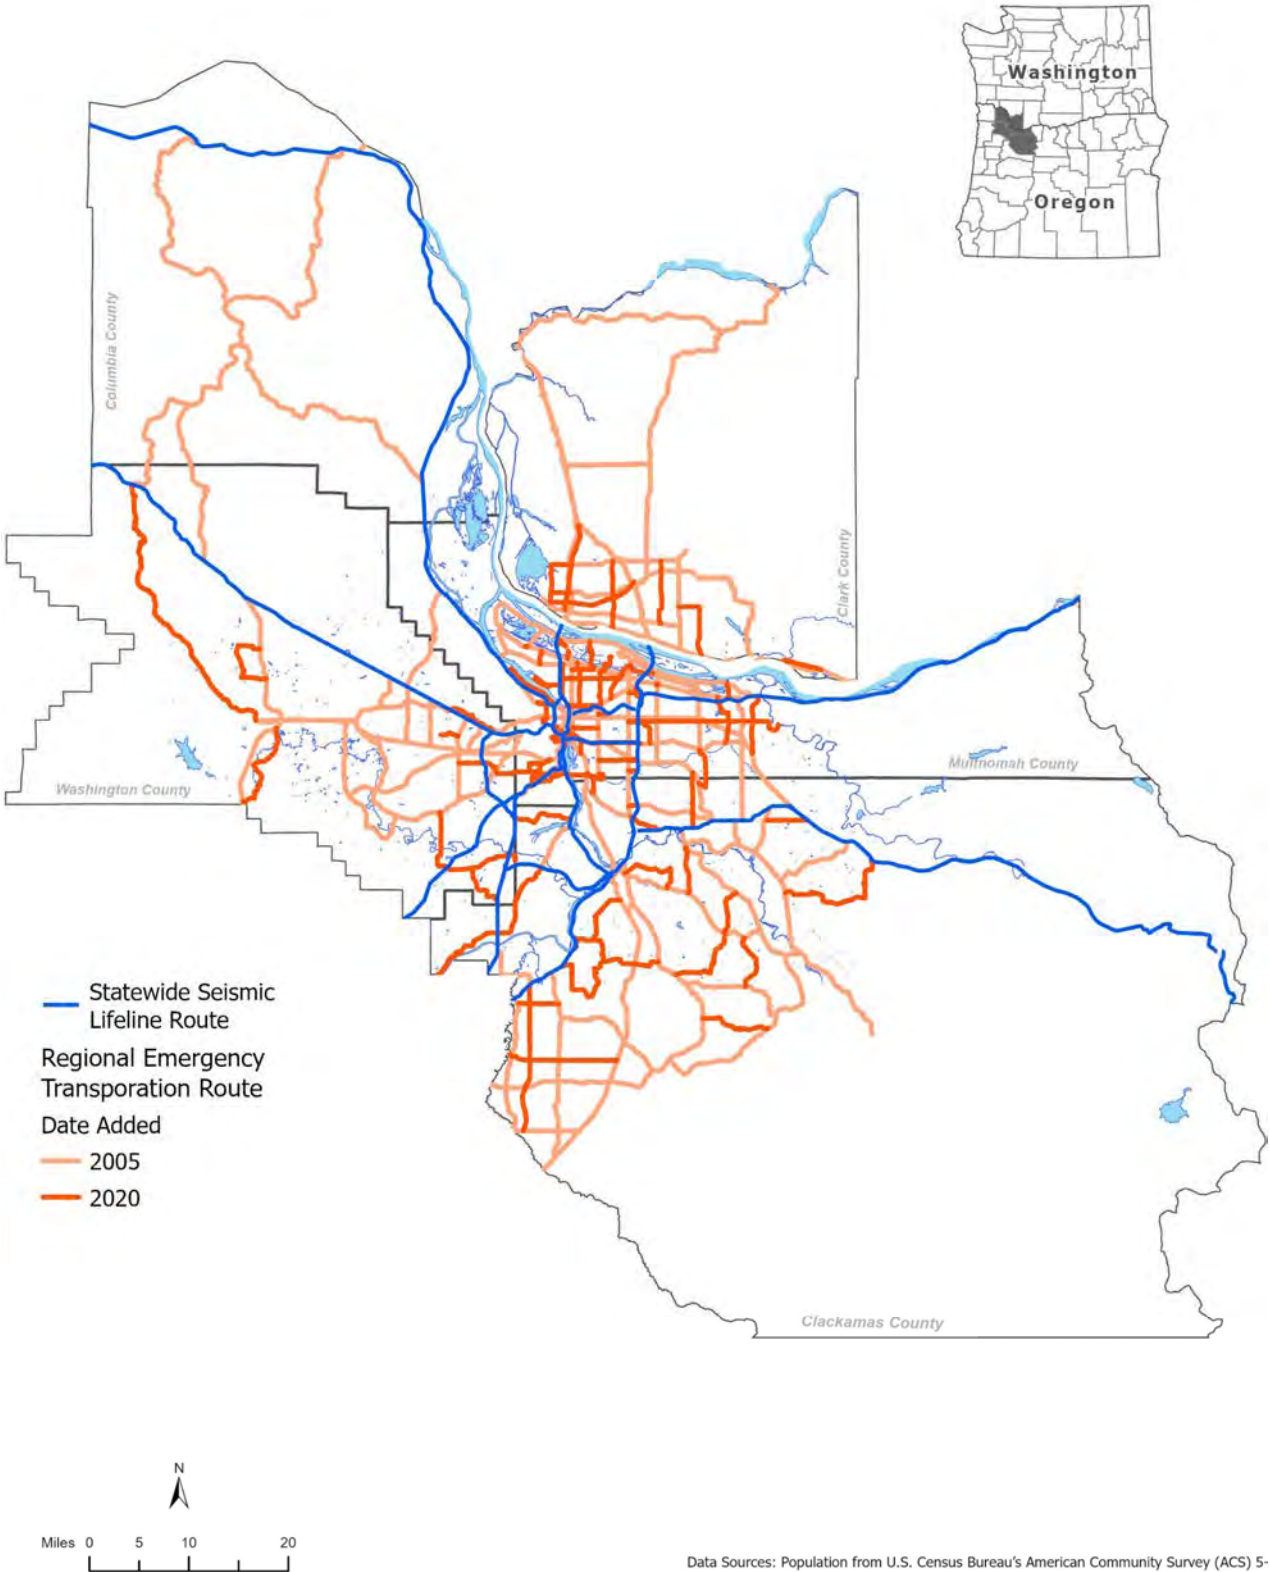 Washington
Oregon
Columbia County
Clark County
Multnomah County
Washington County
Statewide Seismic
Lifeline Route
Regional Emergency
Transporation Route
Date Added
2005
2020
Clackamas County
N
Miles 0 5 10 20
Data Sources: Population from U.S. Census Bureau's American Community Survey (ACS) 5-